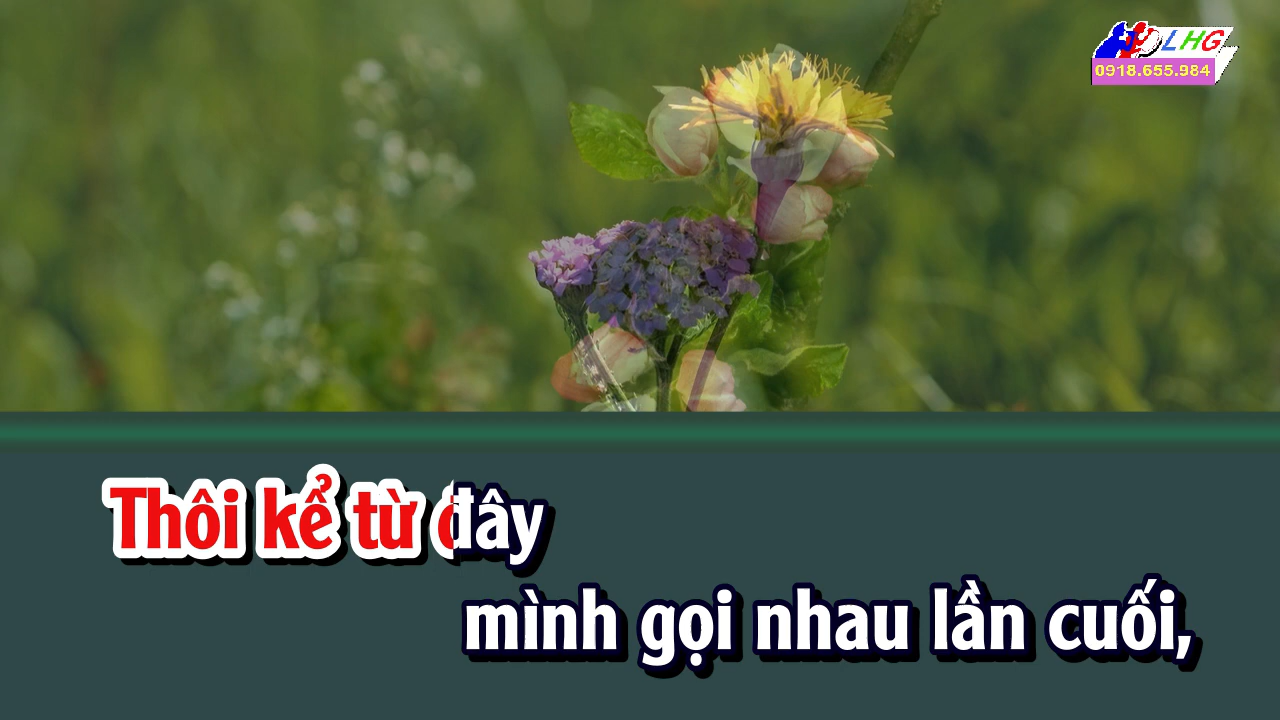 LHG
0918.655.984
Thôi kể từ đây
mình gọi nhau lần cuối,